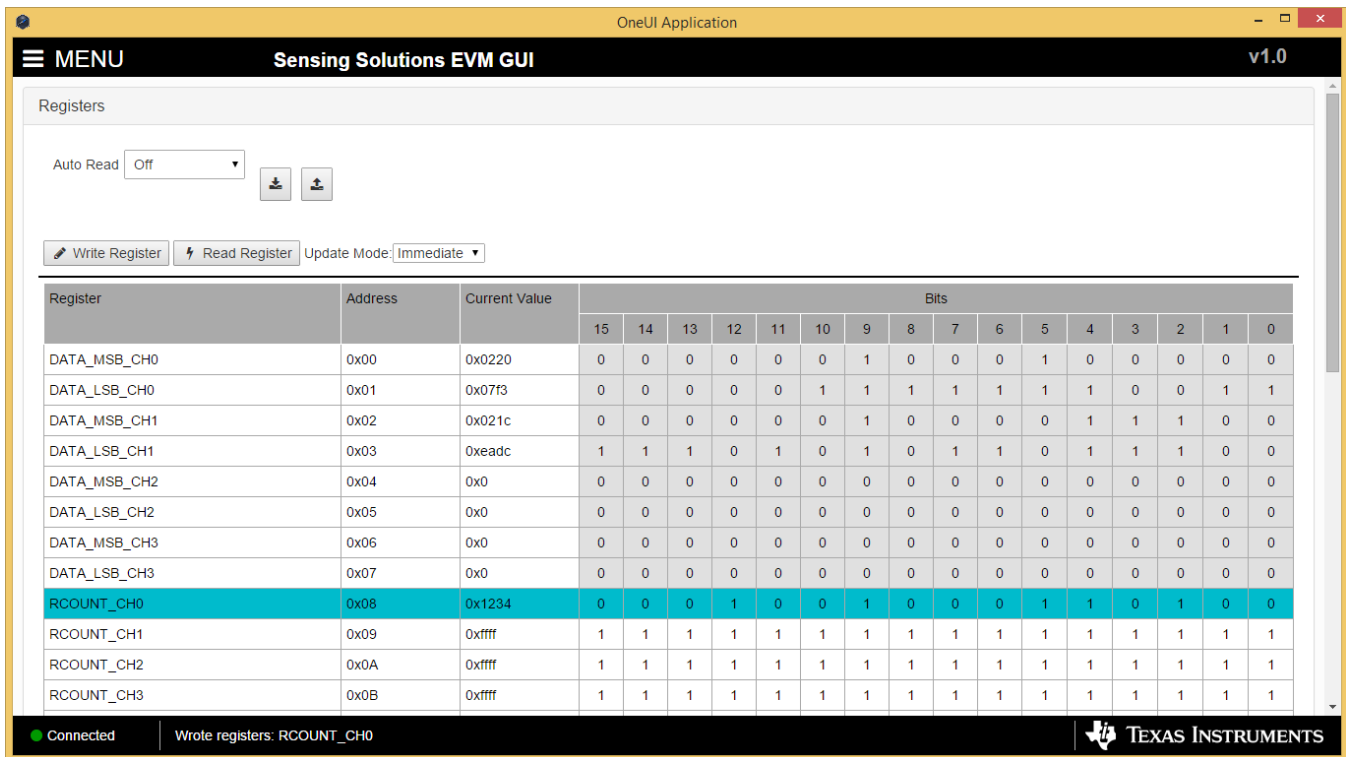 OneUI Application
MENU Sensing Solutions EVM GUI v1.0
Registers
Auto Read Off
Write Register Read Register Update Mode: Immediate
Register Address Current Value Bits
15 14 13 12 11 10 9 8 7 6 5 4 3 2 1 0
DATA_MSB_CH0 0x00 0x0220 0 0 0 0 0 0 1 0 0 0 1 0 0 0 0 0
DATA_LSB_CH0 0x01 0x07f3 0 0 0 0 0 1 1 1 1 1 1 1 0 0 1 1
DATA_MSB_CH1 0x02 0x021c 0 0 0 0 0 0 1 0 0 0 0 1 1 1 0 0
DATA_LSB_CH1 0x03 0xeadc 1 1 1 0 1 0 1 0 1 1 0 1 1 1 0 0
DATA_MSB_CH2 0x04 0x0 0 0 0 0 0 0 0 0 0 0 0 0 0 0 0 0
DATA_LSB_CH2 0x05 0x0 0 0 0 0 0 0 0 0 0 0 0 0 0 0 0 0
DATA_MSB_CH3 0x06 0x0 0 0 0 0 0 0 0 0 0 0 0 0 0 0 0 0
DATA_LSB_CH3 0x07 0x0 0 0 0 0 0 0 0 0 0 0 0 0 0 0 0 0
RCOUNT_CH0 0x08 0x1234 0 0 0 1 0 0 1 0 0 0 1 1 0 1 0 0
RCOUNT_CH1 0x09 0xffff 1 1 1 1 1 1 1 1 1 1 1 1 1 1 1 1
RCOUNT_CH2 0x0A 0xffff 1 1 1 1 1 1 1 1 1 1 1 1 1 1 1 1
RCOUNT_CH3 0x0B 0xffff 1 1 1 1 1 1 1 1 1 1 1 1 1 1 1 1
Connected Wrote registers: RCOUNT_CH0 TEXAS INSTRUMENTS